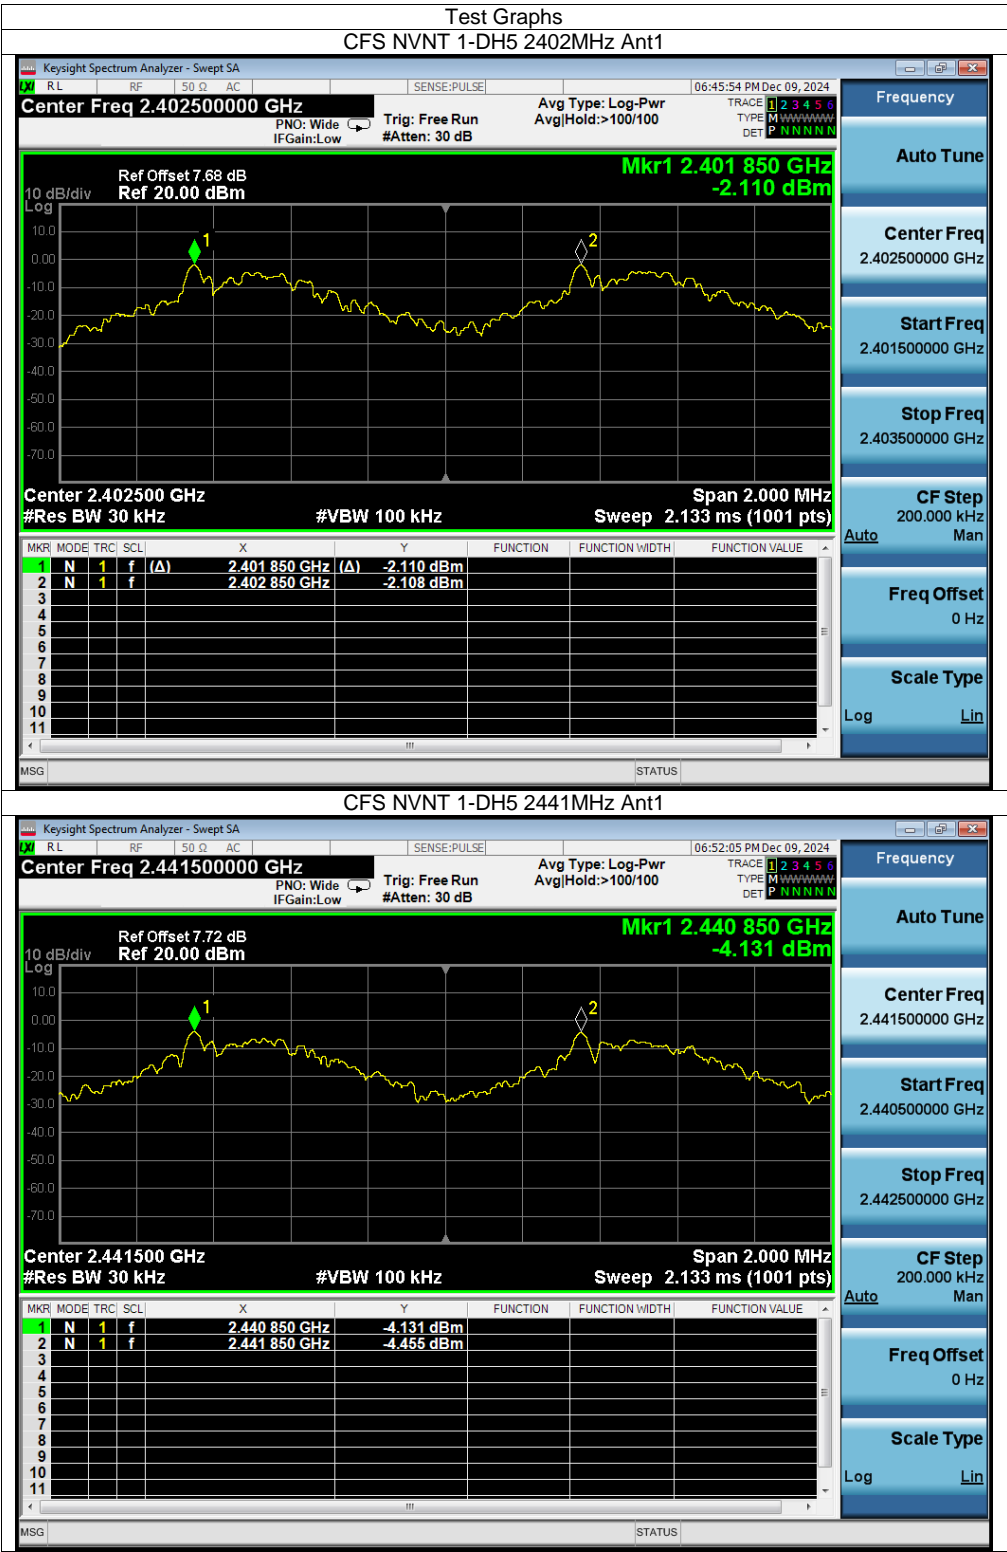 Test Graphs
CFS NVNT 1-DH5 2402MHz Ant1
Keysight Spectrum Analyzer - Swept SA
LXI RL RF 50 Ω AC SENSE:PULSE 06:45:54 PM Dec 09, 2024
Center Freq 2.402500000 GHz Avg Type: Log-Pwr TRACE 1 2 3 4 5 6
PNO: Wide Trig: Free Run Avg|Hold:>100/100 TYPE M WWWWW
IFGain:Low #Atten: 30 dB DET P N N N N N
Frequency
Auto Tune
Mkr1 2.401 850 GHz
Ref Offset 7.68 dB -2.110 dBm
10 dB/div Ref 20.00 dBm
Log
10.0
0.00
-10.0
-20.0
-30.0
-40.0
-50.0
-60.0
-70.0
1
2
Center Freq
2.402500000 GHz
Start Freq
2.401500000 GHz
Stop Freq
2.403500000 GHz
Center 2.402500 GHz Span 2.000 MHz
#Res BW 30 kHz #VBW 100 kHz Sweep 2.133 ms (1001 pts)
CF Step
200.000 kHz
Auto Man
MKR MODE TRC SCL X Y FUNCTION FUNCTION WIDTH FUNCTION VALUE
1 N 1 f (Δ) 2.401 850 GHz (Δ) -2.110 dBm
2 N 1 f 2.402 850 GHz -2.108 dBm
3
4
5
6
7
8
9
10
11
Freq Offset
0 Hz
Scale Type
Log Lin
MSG STATUS
CFS NVNT 1-DH5 2441MHz Ant1
Keysight Spectrum Analyzer - Swept SA
LXI RL RF 50 Ω AC SENSE:PULSE 06:52:05 PM Dec 09, 2024
Center Freq 2.441500000 GHz Avg Type: Log-Pwr TRACE 1 2 3 4 5 6
PNO: Wide Trig: Free Run Avg|Hold:>100/100 TYPE M WWWWW
IFGain:Low #Atten: 30 dB DET P N N N N N
Frequency
Auto Tune
Mkr1 2.440 850 GHz
Ref Offset 7.72 dB -4.131 dBm
10 dB/div Ref 20.00 dBm
Log
10.0
0.00
-10.0
-20.0
-30.0
-40.0
-50.0
-60.0
-70.0
1
2
Center Freq
2.441500000 GHz
Start Freq
2.440500000 GHz
Stop Freq
2.442500000 GHz
Center 2.441500 GHz Span 2.000 MHz
#Res BW 30 kHz #VBW 100 kHz Sweep 2.133 ms (1001 pts)
CF Step
200.000 kHz
Auto Man
MKR MODE TRC SCL X Y FUNCTION FUNCTION WIDTH FUNCTION VALUE
1 N 1 f 2.440 850 GHz -4.131 dBm
2 N 1 f 2.441 850 GHz -4.455 dBm
3
4
5
6
7
8
9
10
11
Freq Offset
0 Hz
Scale Type
Log Lin
MSG STATUS